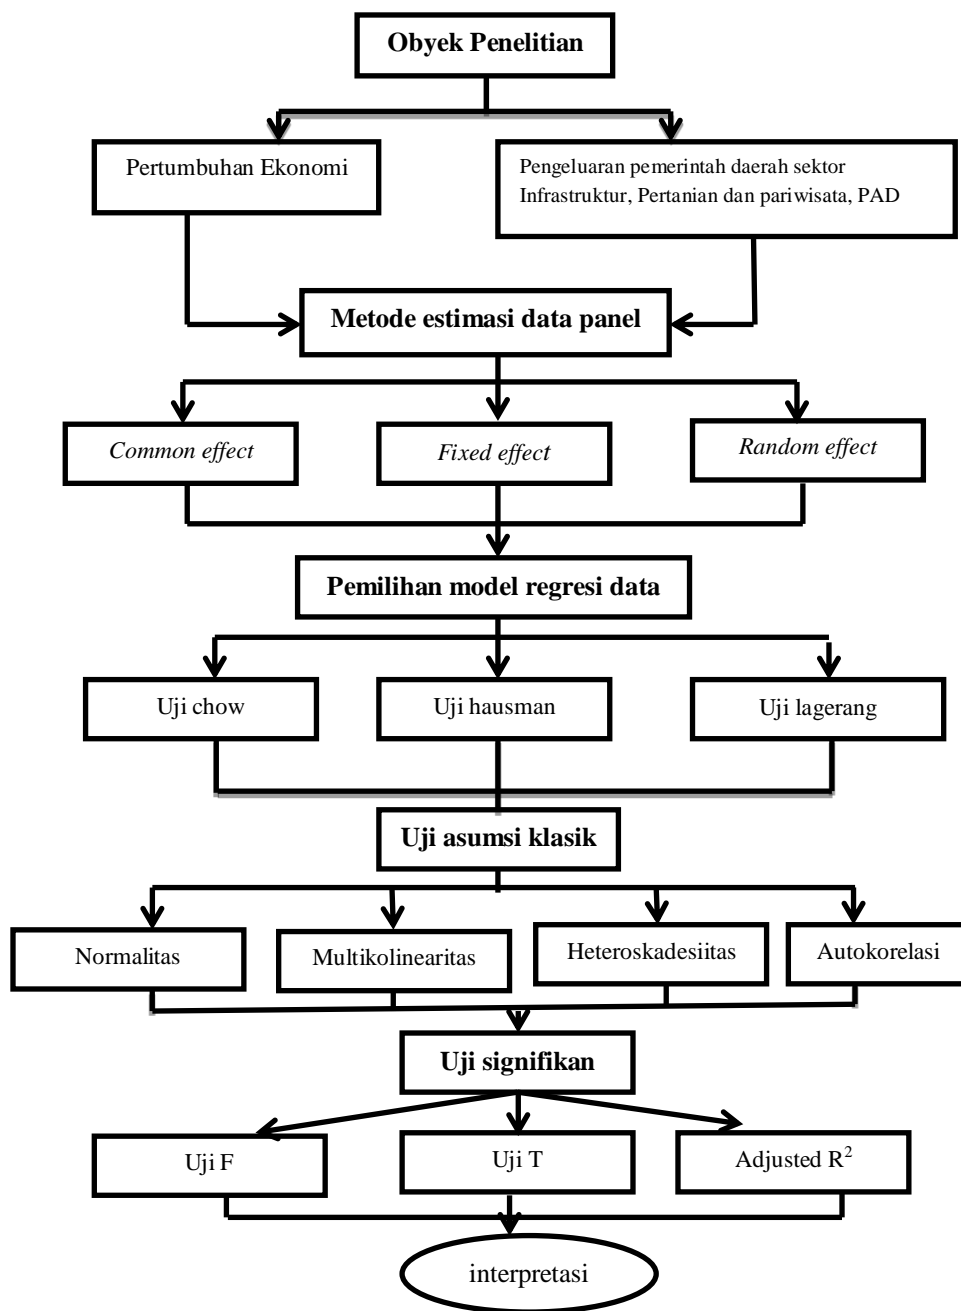 Obyek Penelitian
Pertumbuhan Ekonomi
Pengeluaran pemerintah daerah sektor
Infrastruktur, Pertanian dan pariwisata, PAD
Metode estimasi data panel
Common effect
Fixed effect
Random effect
Pemilihan model regresi data
Uji chow
Uji hausman
Uji lagerang
Uji asumsi klasik
Normalitas
Multikolinearitas
Heteroskadesiitas
Autokorelasi
Uji signifikan
Uji F
Uji T
Adjusted R²
interpretasi